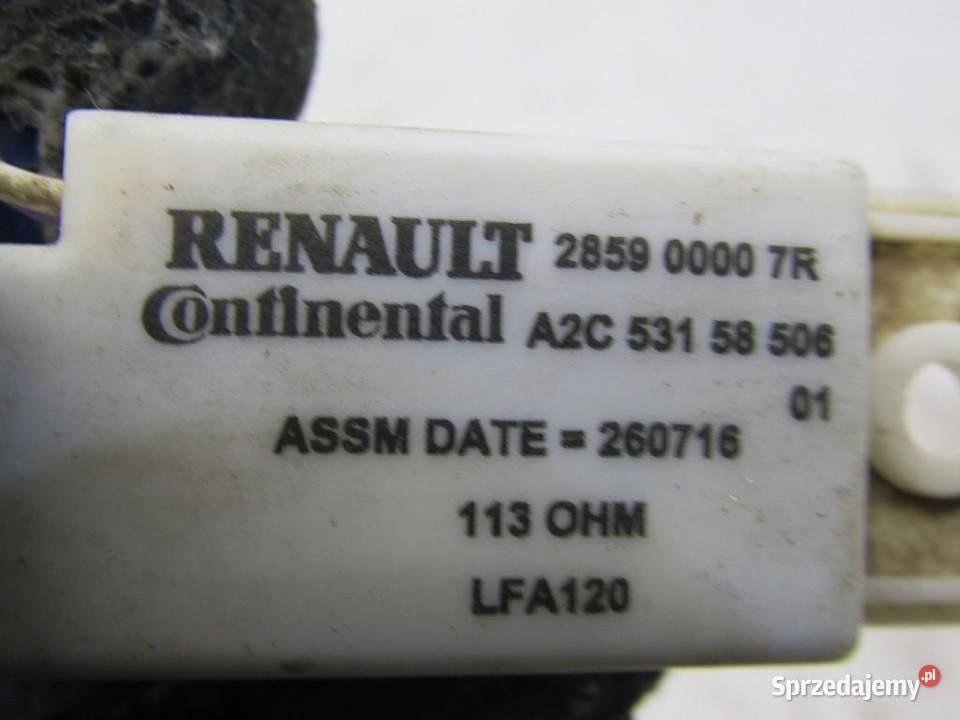 RENAULT 2859 0000 7R
Continental A2C 531 58 506
01
ASSM DATE = 260716
113 OHM
LFA120
Sprzedajemy.pl